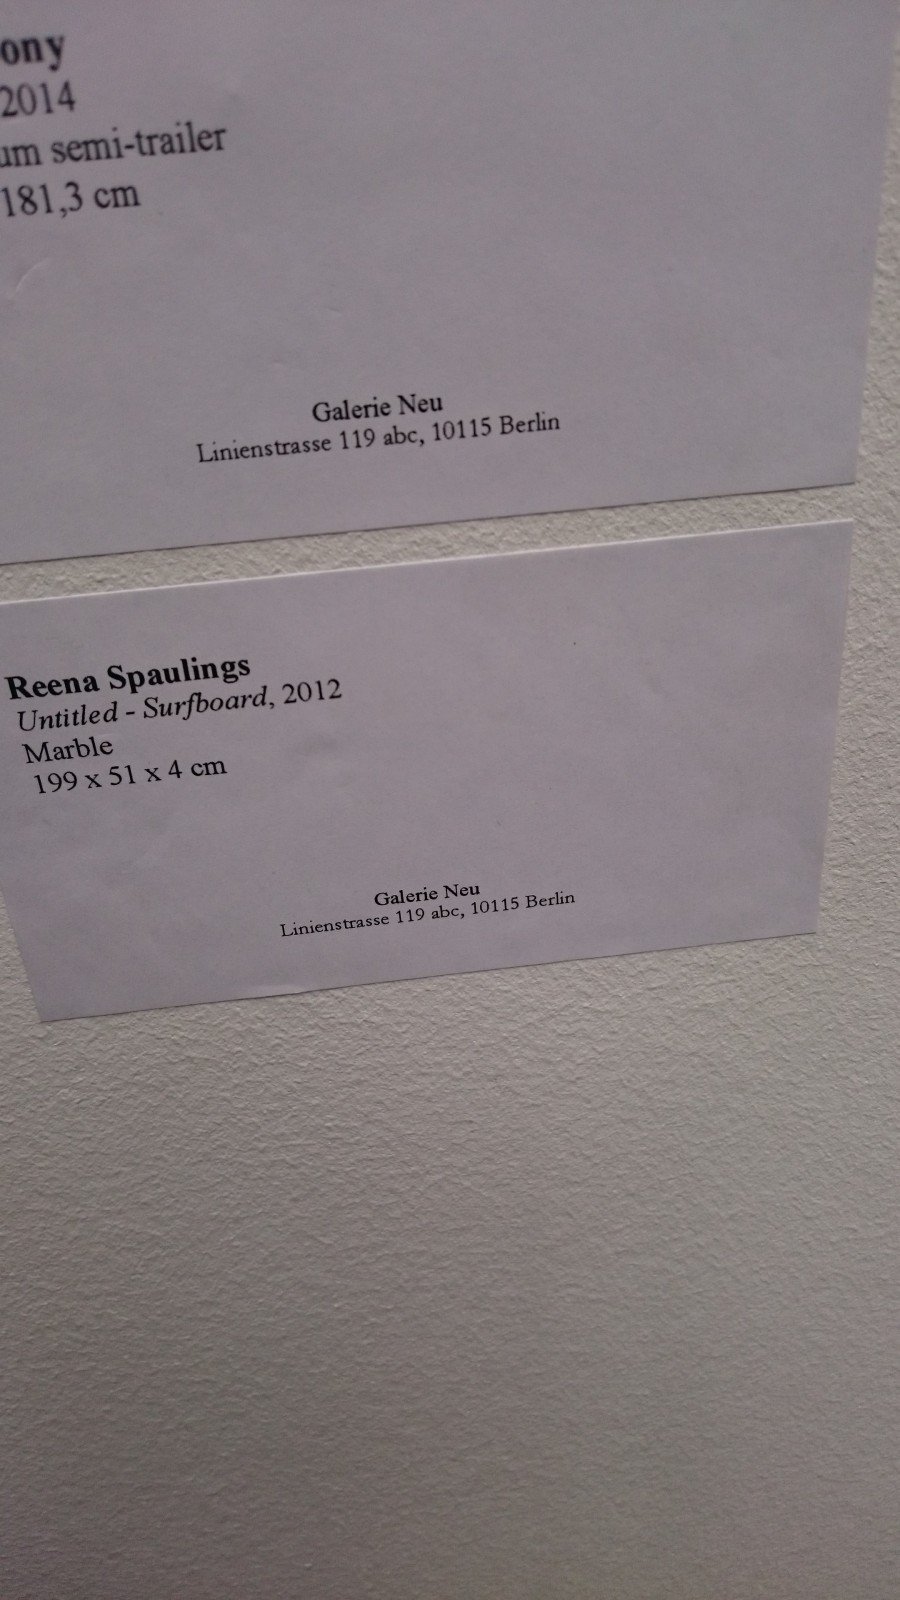 ony
2014
um semi-trailer
181,3 cm
Galerie Neu
Linienstrasse 119 abc, 10115 Berlin
Reena Spaulings
Untitled - Surfboard, 2012
Marble
199 x 51 x 4 cm
Galerie Neu
Linienstrasse 119 abc, 10115 Berlin